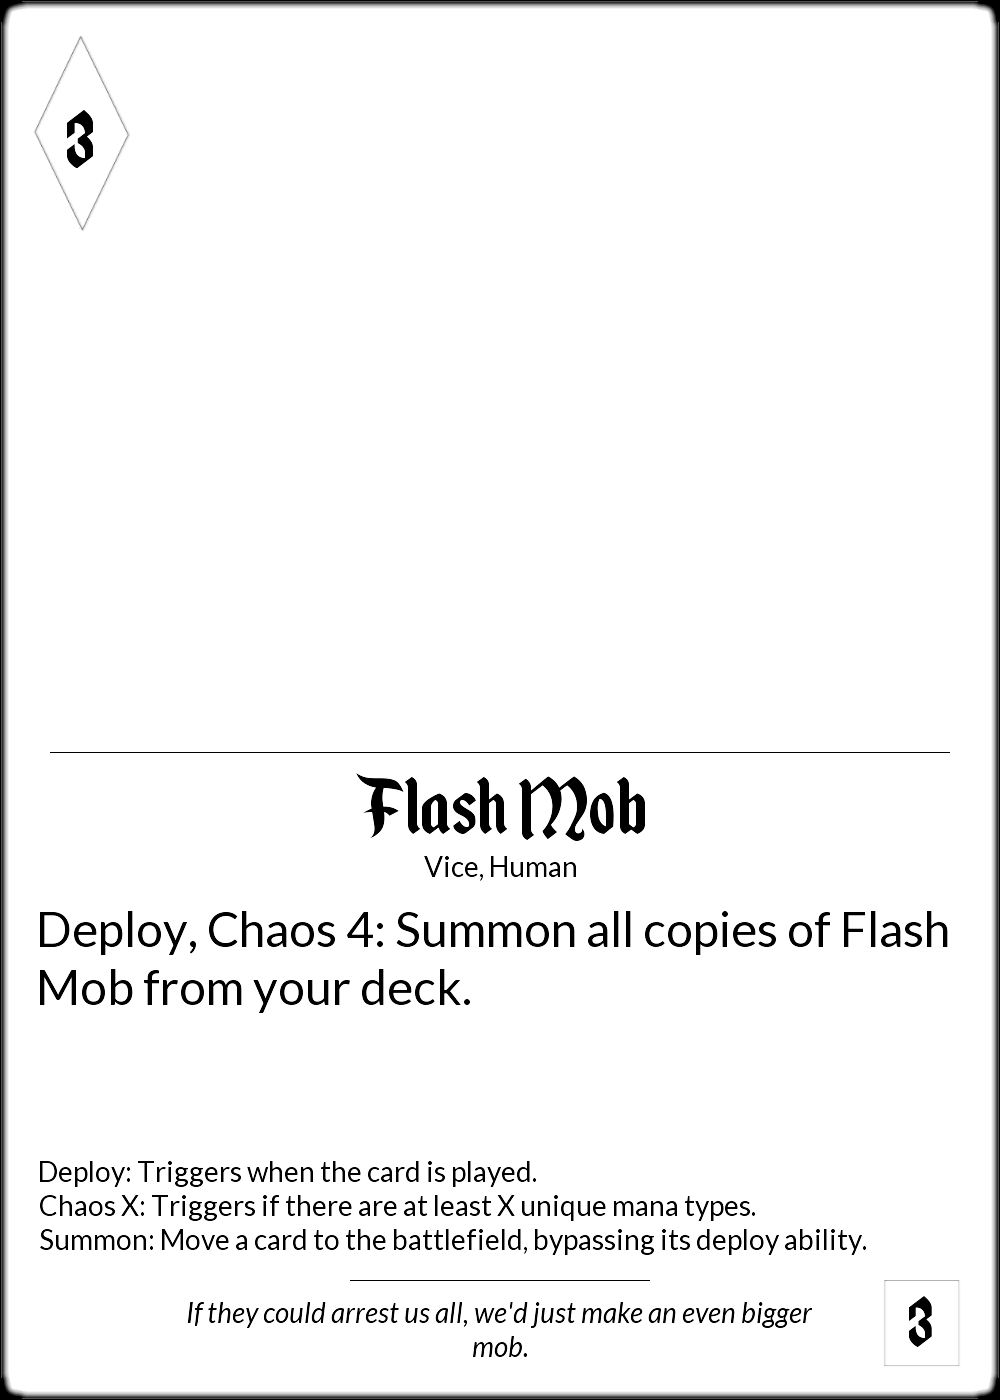 3
Flash Mob
Vice, Human
Deploy, Chaos 4: Summon all copies of Flash
Mob from your deck.
Deploy: Triggers when the card is played.
Chaos X: Triggers if there are at least X unique mana types.
Summon: Move a card to the battlefield, bypassing its deploy ability.
If they could arrest us all, we'd just make an even bigger
mob.
3